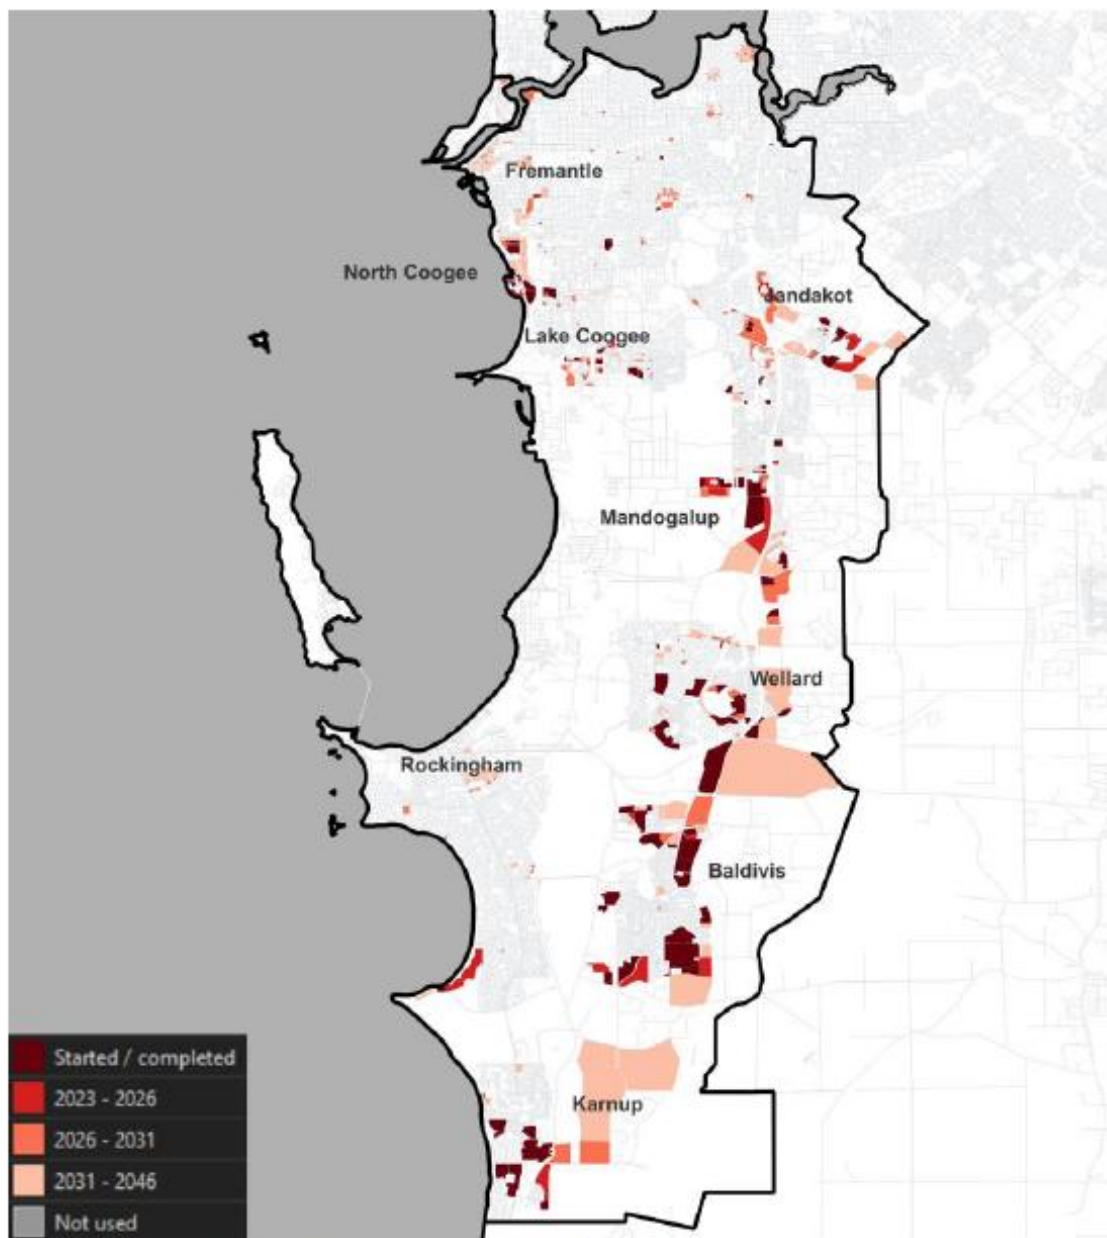 Fremantle
North Coogee
Jandakot
Lake Coogee
Mandogalup
Wellard
Rockingham
Baldivis
Karnup
Started / completed
2023 - 2026
2026 - 2031
2031 - 2046
Not used